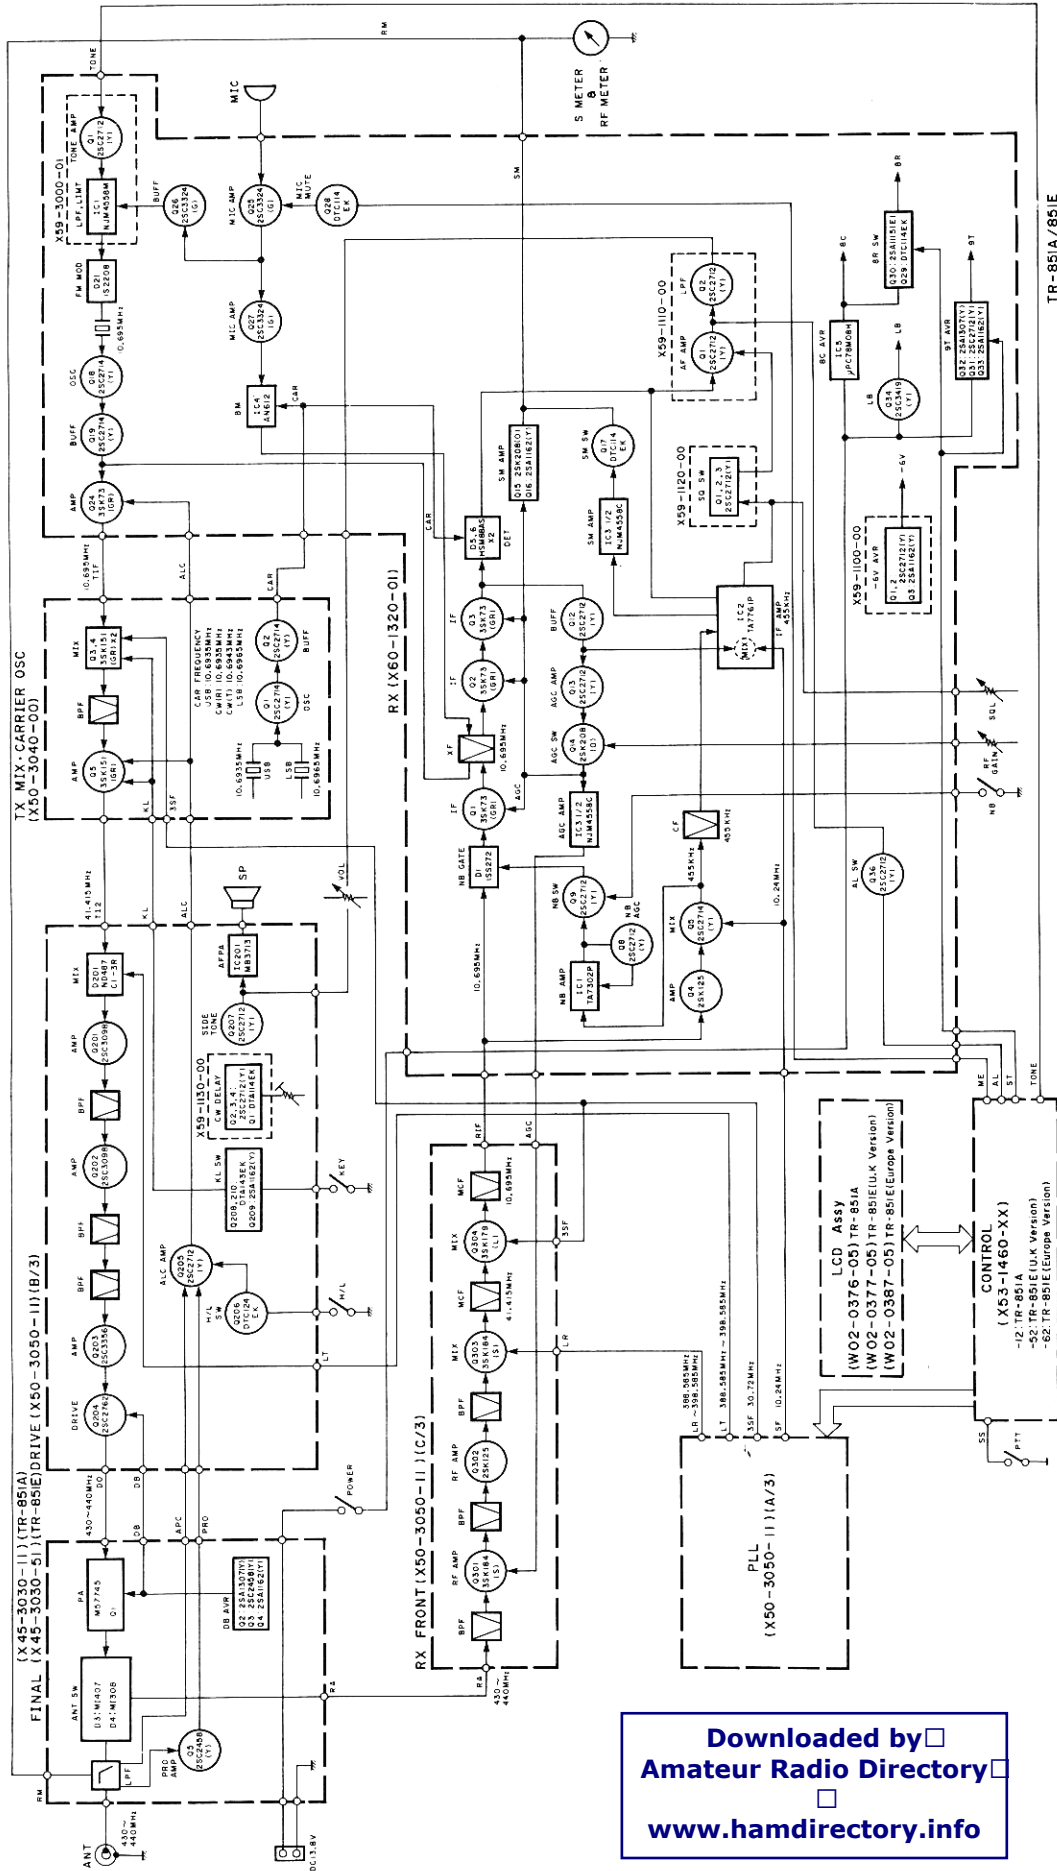 TR-851A/851E
ANT
430~
440MHz
RM
LPF
ANT SW
D3:MI407
D4:MI308
PRO
AMP
Q5
2SC2458
(Y)
PA
M57745
Q1
DB AVR
Q2:2SA1307(Y)
Q3:2SC2458(Y)
Q4:2SA1162(Y)
FINAL
(X45-3030-11)(TR-851A)
(X45-3030-51)(TR-851E)
DC13.8V
RA
430~440MHz
DO
DB
DB
APC
PRO
POWER
DRIVE (X50-3050-11)(B/3)
DRIVE
Q204
2SC2762
AMP
Q203
2SC3356
BPF
BPF
AMP
Q202
2SC3098
BPF
AMP
Q201
2SC3098
MIX
D201
ND487
C1-3R
ALC AMP
Q205
2SC2712
(Y)
H/L
SW
Q206
DTC124
EK
H/L
LT
KL SW
Q208,210:
DTA143EK
Q209:2SA1162(Y)
KEY
X59-1130-00
CW DELAY
Q2,3,4:
2SC2712(Y)
Q1:DTA114EK
SIDE
TONE
Q207
2SC2712
(Y)
AFPA
IC201
MB3713
SP
VOL
41.415MHz
T12
KL
ALC
TX MIX·CARRIER OSC
(X50-3040-00)
AMP
Q5
3SK151
(GR)
BPF
MIX
Q3,4
3SK151
(GR)X2
KL
3SF
CAR FREQUENCY
USB 10.6935MHz
CW(R) 10.6935MHz
CW(T) 10.6943MHz
LSB 10.6965MHz
10.6935MHz
USB
LSB
10.6965MHz
Q1
2SC2714
(Y)
OSC
Q2
2SC2714
(Y)
BUFF
10.695MHz
TIF
ALC
CAR
AMP
Q24
3SK73
(GR)
BUFF
Q19
2SC2714
(Y)
OSC
Q18
2SC2714
(Y)
10.695MHz
FM MOD
D21
1S2208
X59-3000-01
LPF,LIMT
IC1
NJM4558M
TONE AMP
Q1
2SC2712
(Y)
TONE
BUFF
Q26
2SC3324
(G)
MIC AMP
Q25
2SC3324
(G)
MIC
MIC
MUTE
Q28
DTC114
EK
MIC AMP
Q27
2SC3324
(G)
BM
IC4
AN612
CAR
RM
S METER
&
RF METER
SM
RX (X60-1320-01)
10.695MHz
NB GATE
D1
1SS272
IF
Q1
3SK73
(GR)
XF
10.695MHz
IF
Q2
3SK73
(GR)
IF
Q3
3SK73
(GR)
CAR
D5,6
HSM88AS
X2
DET
SM AMP
Q15:2SK208(O)
Q16:2SA1162(Y)
AGC
AGC AMP
IC3 1/2
NJM4558C
AGC SW
Q14
2SK208
(O)
AGC AMP
Q13
2SC2712
(Y)
BUFF
Q12
2SC2712
(Y)
SM AMP
IC3 1/2
NJM4558C
SM SW
Q17
DTC114
EK
X59-1110-00
AF AMP
Q1
2SC2712
(Y)
LPF
Q2
2SC2712
(Y)
X59-1120-00
SQ SW
Q1,2,3
2SC2712(Y)
IC2
TA7761P
(MIX)
IF AMP
455KHz
NB AMP
IC1
TA7302P
NB SW
Q9
2SC2712
(Y)
NB
AGC
Q8
2SC2712
(Y)
AMP
Q4
2SK125
MIX
Q5
2SC2714
(Y)
455KHz
CF
455KHz
10.24MHz
AL SW
Q36
2SC2712
(Y)
NB
RF
GAIN
SQL
X59-1100-00
-6V AVR
Q1,2:
2SC2712(Y)
Q3:2SA1162(Y)
-6V
LB
Q34
2SC3419
(Y)
LB
8C AVR
IC5
μPC78M08H
8C
8R SW
Q30:2SA1115(E)
Q29:DTC114EK
8R
9T AVR
Q32:2SA1307(Y)
Q31:2SC2712(Y)
Q33:2SA1162(Y)
9T
RX FRONT (X50-3050-11)(C/3)
RA
430~
440MHz
BPF
RF AMP
Q301
3SK184
(S)
BPF
RF AMP
Q302
2SK125
BPF
MIX
Q303
3SK184
(S)
MCF
41.415MHz
MIX
Q304
3SK179
(L)
MCF
10.695MHz
RIF
AGC
LR
3SF
PLL
(X50-3050-11)(A/3)
388.585MHz
LR ~398.585MHz
LT 388.585MHz~398.585MHz
3SF 30.72MHz
SF 10.24MHz
LCD Assy
(W02-0376-05)TR-851A
(W02-0377-05)TR-851E(U.K Version)
(W02-0387-05)TR-851E(Europe Version)
CONTROL
(X53-1460-XX)
-12:TR-851A
-52:TR-851E(U.K Version)
-62:TR-851E(Europe Version)
SS
PTT
ME
AL
ST
TONE
Downloaded by□
Amateur Radio Directory□
□
www.hamdirectory.info